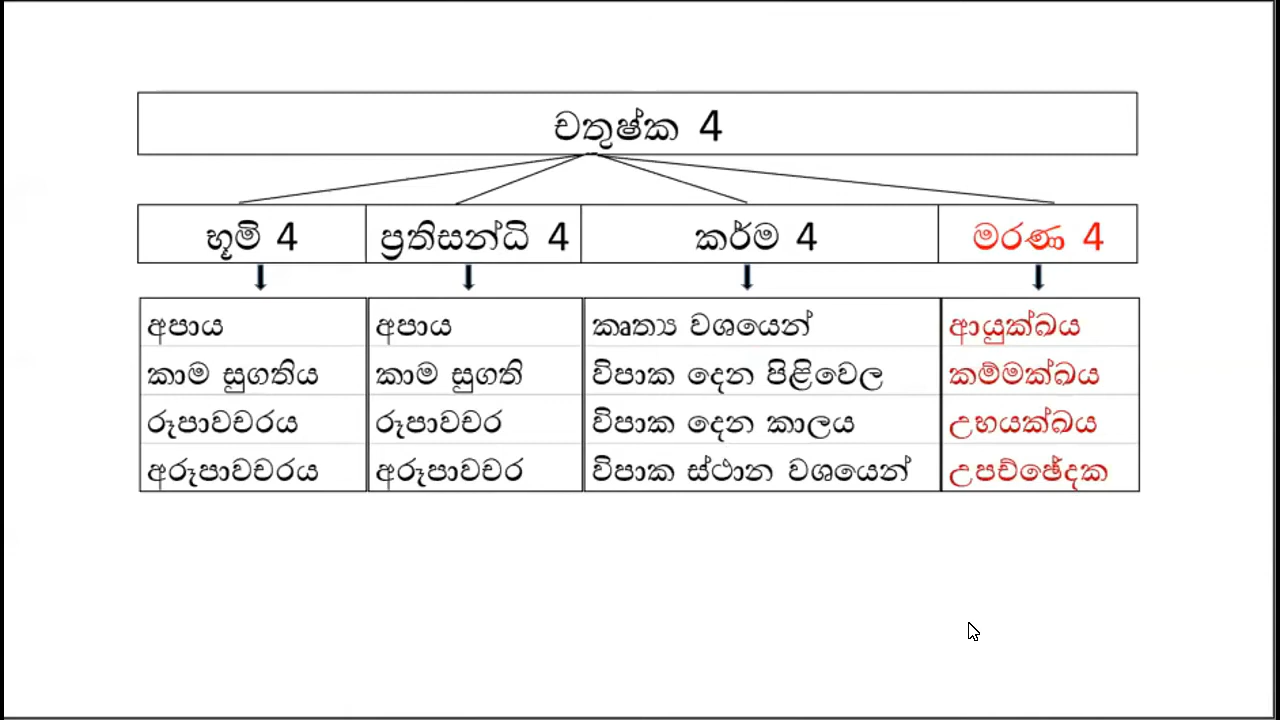 චතුෂ්ක 4
භූමි 4 ප්‍රතිසන්ධි 4 කර්ම 4 මරණ 4
අපාය අපාය කෘත්‍ය වශයෙන් ආයුක්ඛය
කාම සුගතිය කාම සුගති විපාක දෙන පිළිවෙල කම්මක්ඛය
රූපාවචරය රූපාවචර විපාක දෙන කාලය උභයක්ඛය
අරූපාවචරය අරූපාවචර විපාක ස්ථාන වශයෙන් උපච්ඡේදක